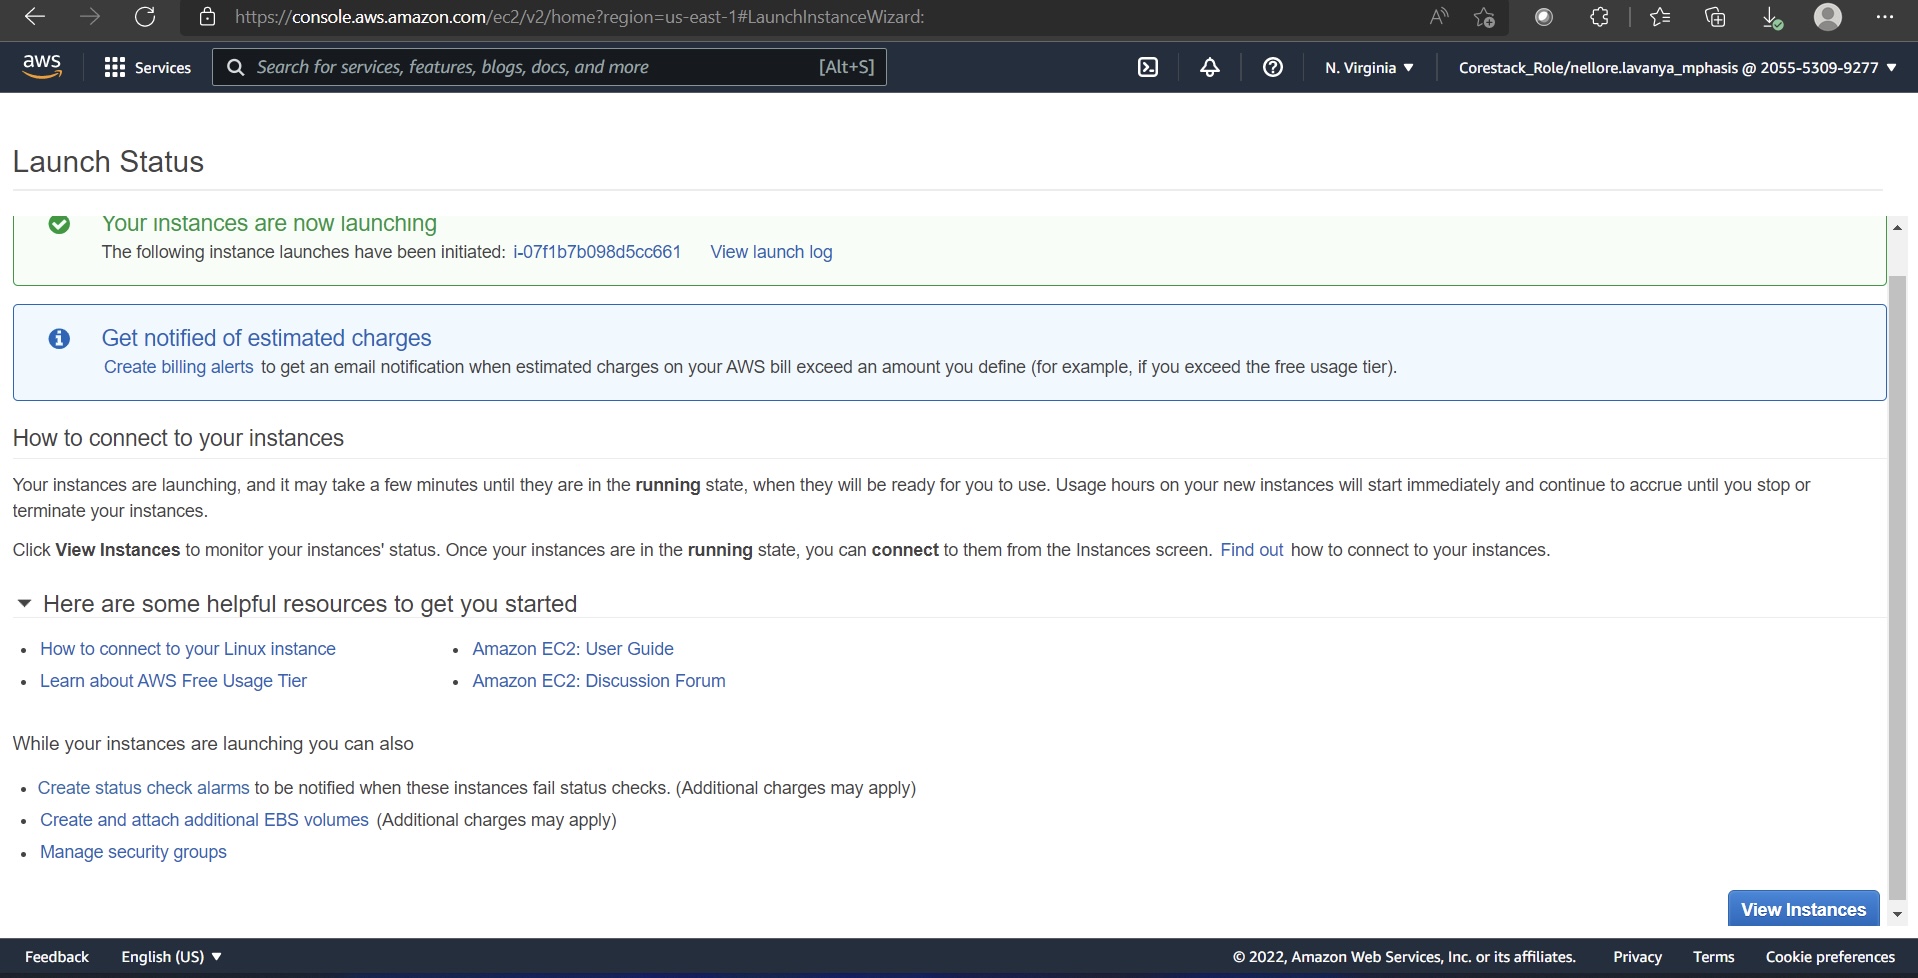 https://console.aws.amazon.com/ec2/v2/home?region=us-east-1#LaunchInstanceWizard:
aws Services Search for services, features, blogs, docs, and more [Alt+S] N. Virginia ▼ Corestack_Role/nellore.lavanya_mphasis @ 2055-5309-9277 ▼
Launch Status
Your instances are now launching
The following instance launches have been initiated: i-07f1b7b098d5cc661 View launch log
Get notified of estimated charges
Create billing alerts to get an email notification when estimated charges on your AWS bill exceed an amount you define (for example, if you exceed the free usage tier).
How to connect to your instances
Your instances are launching, and it may take a few minutes until they are in the running state, when they will be ready for you to use. Usage hours on your new instances will start immediately and continue to accrue until you stop or
terminate your instances.
Click View Instances to monitor your instances' status. Once your instances are in the running state, you can connect to them from the Instances screen. Find out how to connect to your instances.
Here are some helpful resources to get you started
• How to connect to your Linux instance
• Amazon EC2: User Guide
• Learn about AWS Free Usage Tier
• Amazon EC2: Discussion Forum
While your instances are launching you can also
• Create status check alarms to be notified when these instances fail status checks. (Additional charges may apply)
• Create and attach additional EBS volumes (Additional charges may apply)
• Manage security groups
View Instances
Feedback English (US) ▼ © 2022, Amazon Web Services, Inc. or its affiliates. Privacy Terms Cookie preferences